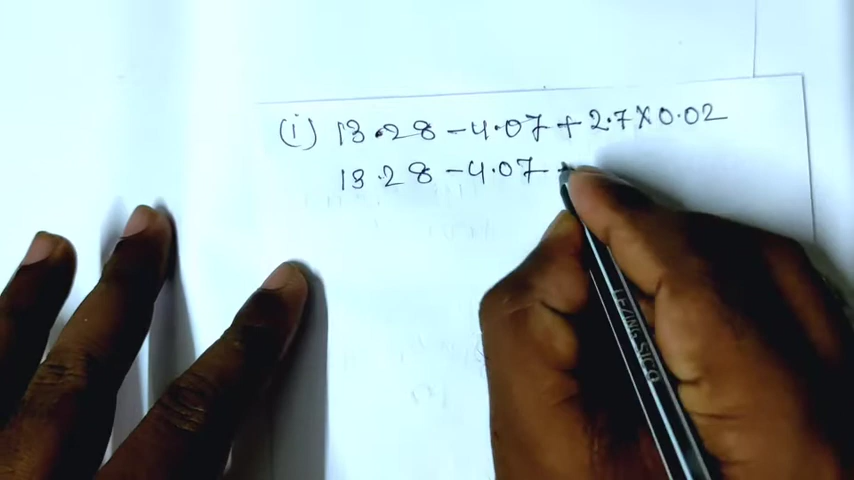 (i) 13.28 - 4.07 + 2.7 x 0.02
13.28 - 4.07 +